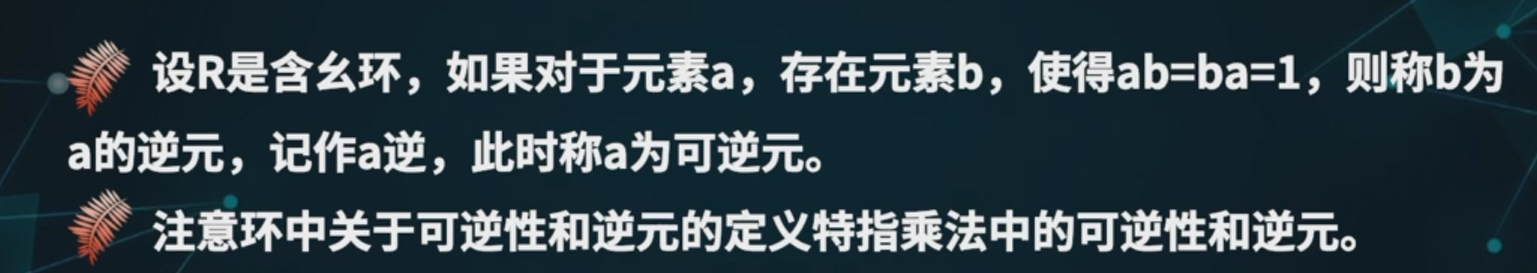 设R是含幺环，如果对于元素a，存在元素b，使得ab=ba=1，则称b为
a的逆元，记作a逆，此时称a为可逆元。
注意环中关于可逆性和逆元的定义特指乘法中的可逆性和逆元。